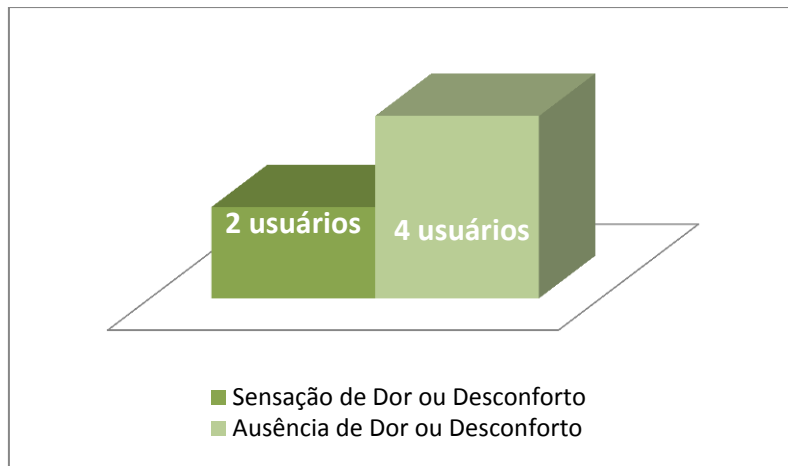 2 usuários
4 usuários
Sensação de Dor ou Desconforto
Ausência de Dor ou Desconforto